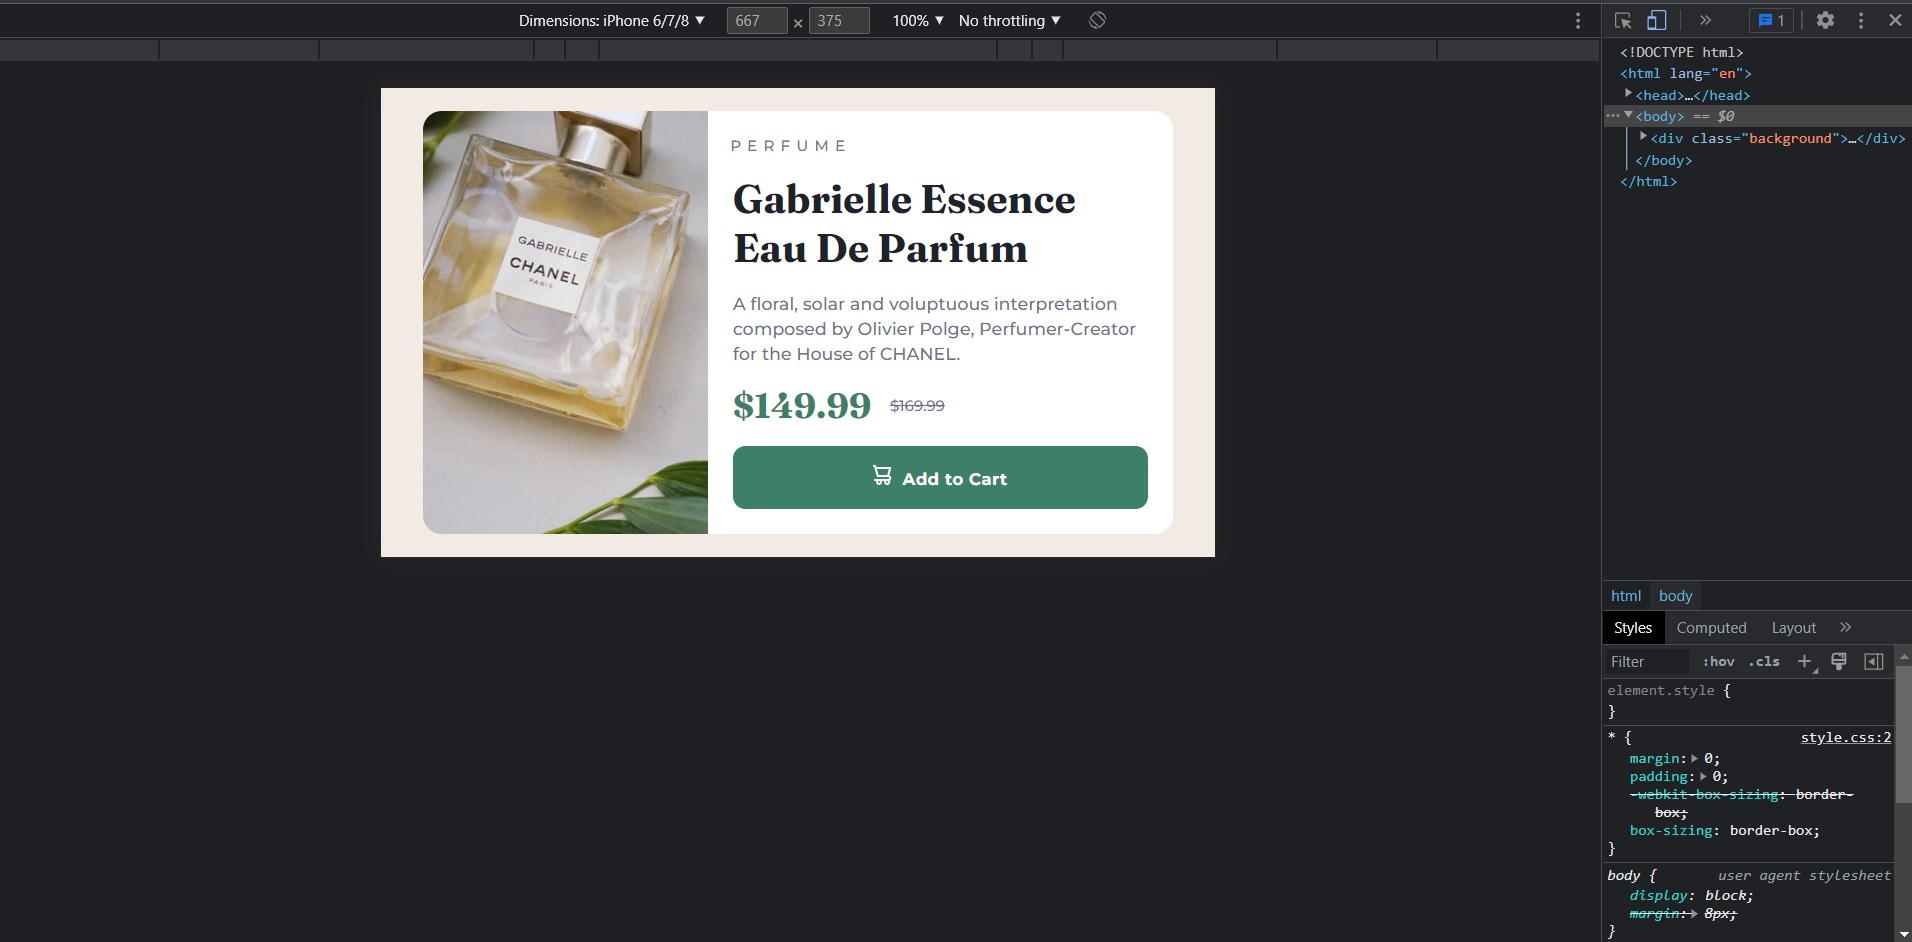 Dimensions: iPhone 6/7/8 ▼ 667 × 375 100% ▼ No throttling ▼
1
PERFUME
Gabrielle Essence
Eau De Parfum
A floral, solar and voluptuous interpretation
composed by Olivier Polge, Perfumer-Creator
for the House of CHANEL.
$149.99 $169.99
Add to Cart
GABRIELLE
CHANEL
PARIS
<!DOCTYPE html>
<html lang="en">
<head>…</head>
<body> == $0
<div class="background">…</div>
</body>
</html>
html body
Styles Computed Layout »
Filter :hov .cls +
element.style {
}
* { style.css:2
margin: 0;
padding: 0;
-webkit-box-sizing: border-
box;
box-sizing: border-box;
}
body { user agent stylesheet
display: block;
margin: 8px;
}